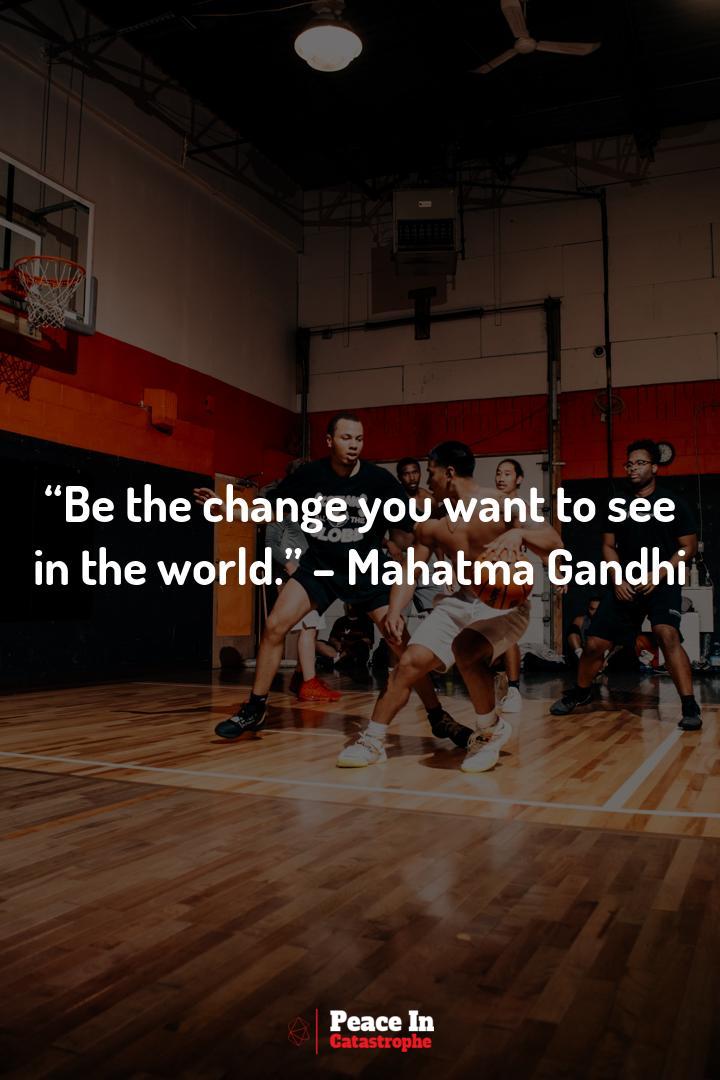 “Be the change you want to see
in the world.” – Mahatma Gandhi
Peace In
Catastrophe